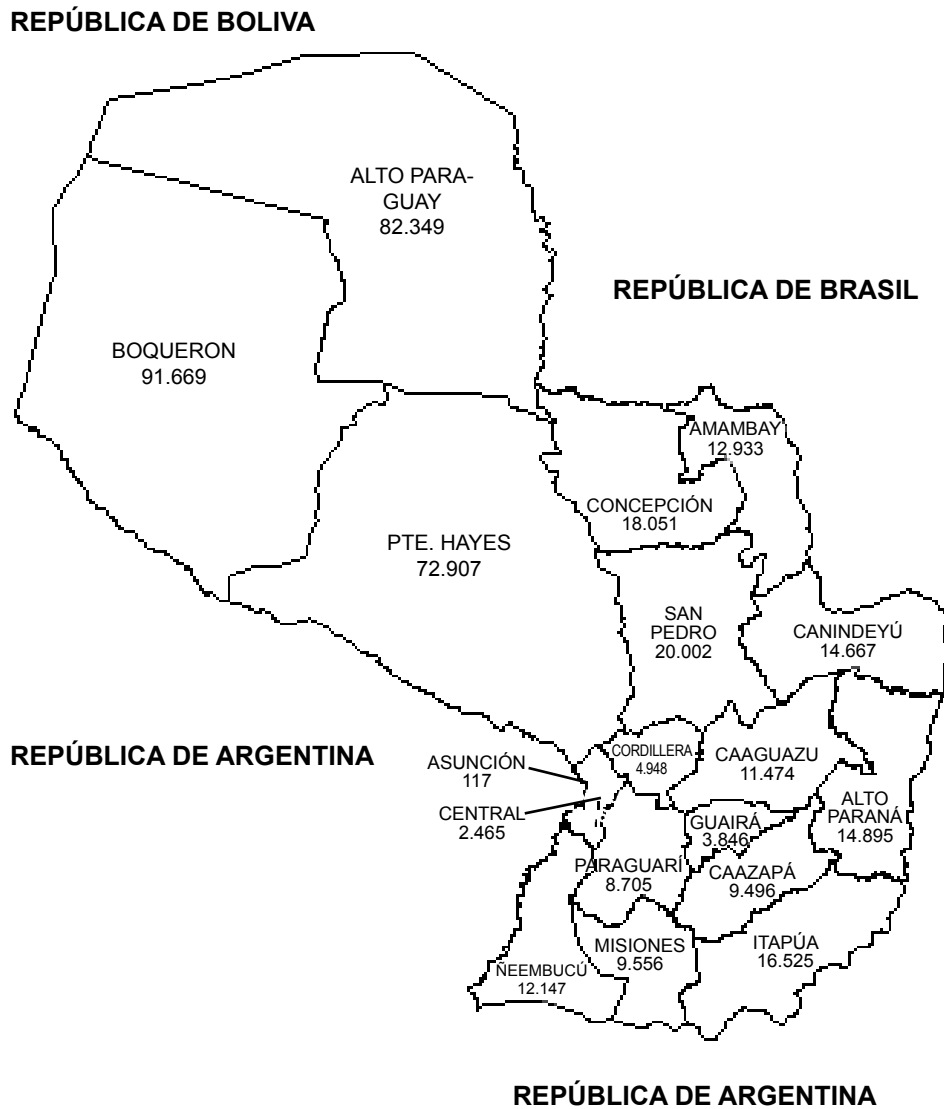 REPÚBLICA DE BOLIVA
ALTO PARA-
GUAY
82.349
REPÚBLICA DE BRASIL
BOQUERON
91.669
AMAMBAY
12.933
CONCEPCIÓN
18.051
PTE. HAYES
72.907
SAN
PEDRO
20.002
CANINDEYÚ
14.667
REPÚBLICA DE ARGENTINA
ASUNCIÓN
117
CORDILLERA
4.948
CAAGUAZU
11.474
CENTRAL
2.465
ALTO
PARANÁ
14.895
GUAIRÁ
3.846
PARAGUARÍ
8.705
CAAZAPÁ
9.496
MISIONES
9.556
ITAPÚA
16.525
ÑEEMBUCÚ
12.147
REPÚBLICA DE ARGENTINA